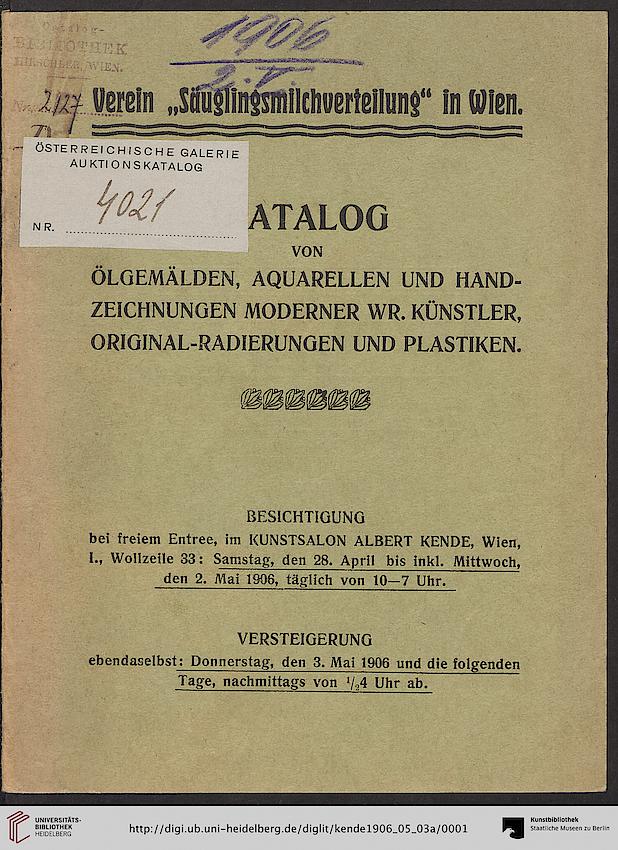 1906
Catalog-
BIBLIOTHEK
HIRSCHLER, WIEN.
2127
Verein „Säuglingsmilchverteilung“ in Wien.
ÖSTERREICHISCHE GALERIE
AUKTIONSKATALOG
4021
NR.
ATALOG
VON
ÖLGEMÄLDEN, AQUARELLEN UND HAND-
ZEICHNUNGEN MODERNER WR. KÜNSTLER,
ORIGINAL-RADIERUNGEN UND PLASTIKEN.
BESICHTIGUNG
bei freiem Entree, im KUNSTSALON ALBERT KENDE, Wien,
I., Wollzeile 33: Samstag, den 28. April bis inkl. Mittwoch,
den 2. Mai 1906, täglich von 10—7 Uhr.
VERSTEIGERUNG
ebendaselbst: Donnerstag, den 3. Mai 1906 und die folgenden
Tage, nachmittags von 1/24 Uhr ab.
UNIVERSITÄTS-
BIBLIOTHEK
HEIDELBERG
http://digi.ub.uni-heidelberg.de/diglit/kende1906_05_03a/0001
Kunstbibliothek
Staatliche Museen zu Berlin